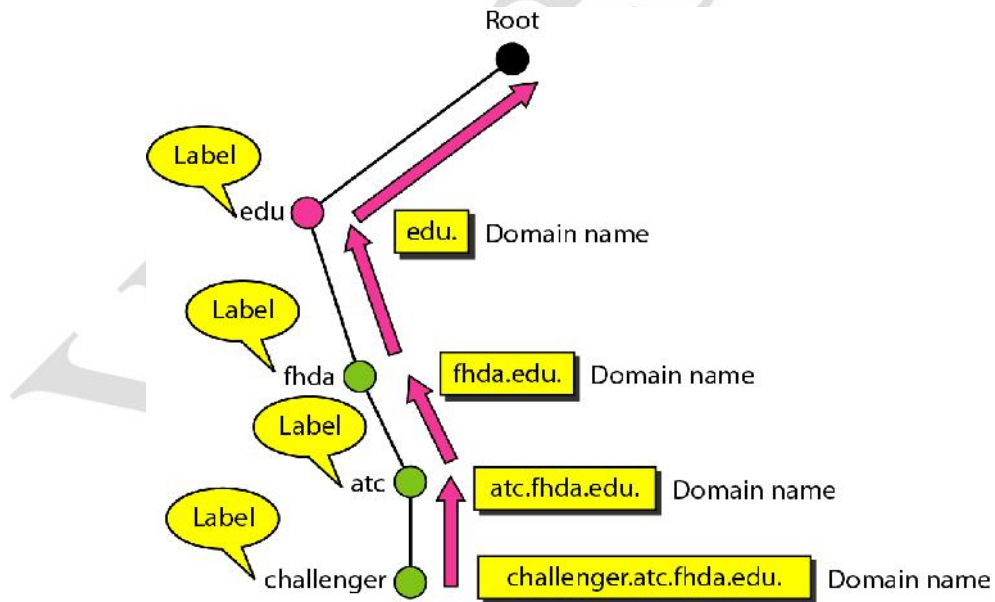 Root
Label
edu
edu. Domain name
Label
fhda
fhda.edu. Domain name
Label
atc
atc.fhda.edu. Domain name
Label
challenger
challenger.atc.fhda.edu. Domain name